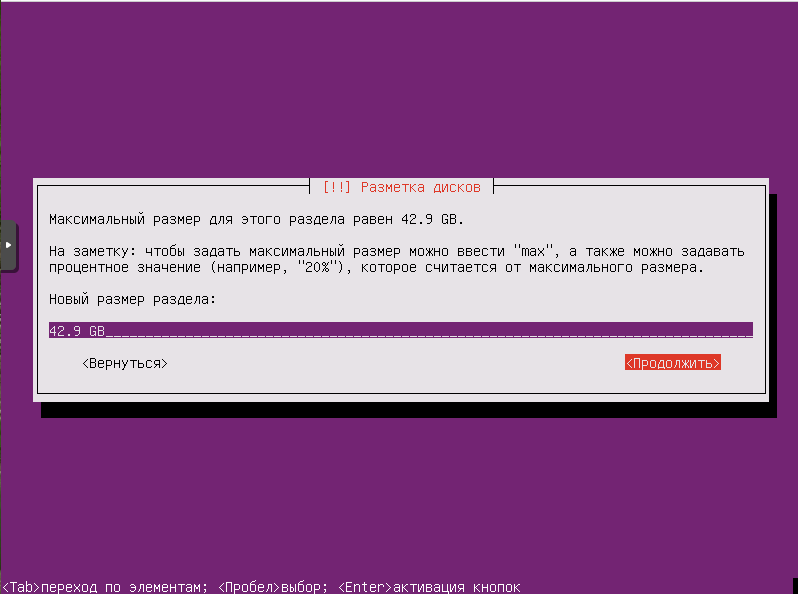 [!!] Разметка дисков
Максимальный размер для этого раздела равен 42.9 GB.
На заметку: чтобы задать максимальный размер можно ввести "max", а также можно задавать
процентное значение (например, "20%"), которое считается от максимального размера.
Новый размер раздела:
42.9 GB
<Вернуться> <Продолжить>
<Tab>переход по элементам; <Пробел>выбор; <Enter>активация кнопок